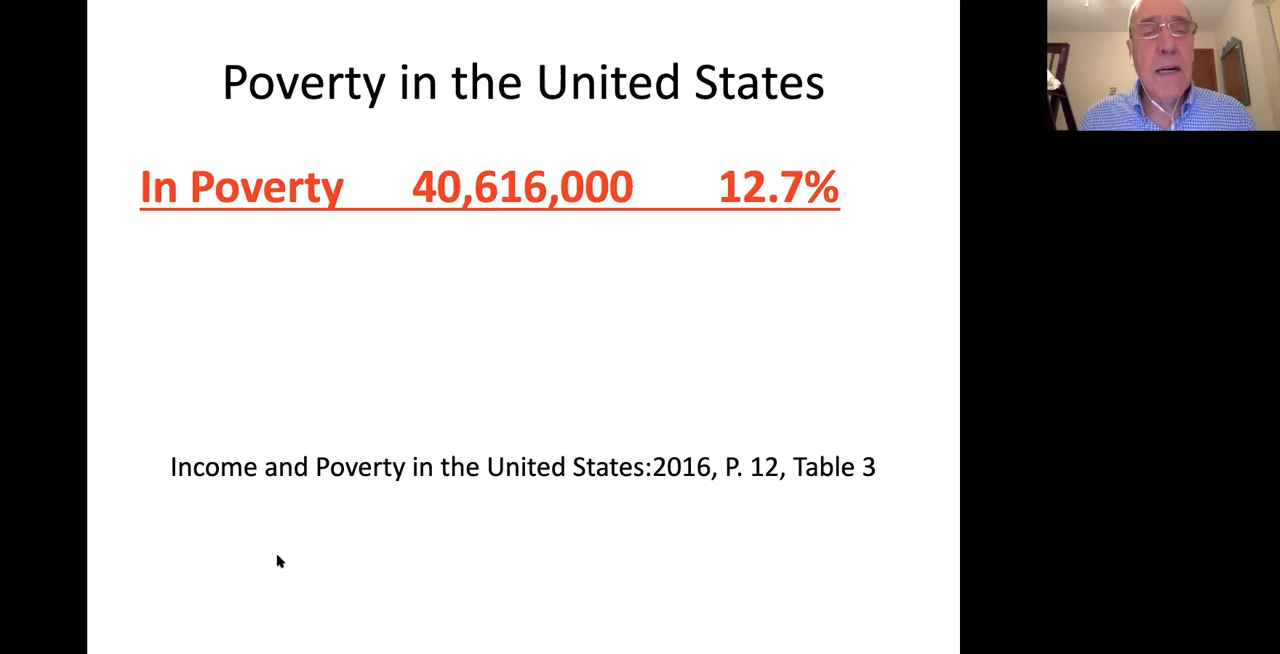 Poverty in the United States
In Poverty 40,616,000 12.7%
Income and Poverty in the United States:2016, P. 12, Table 3